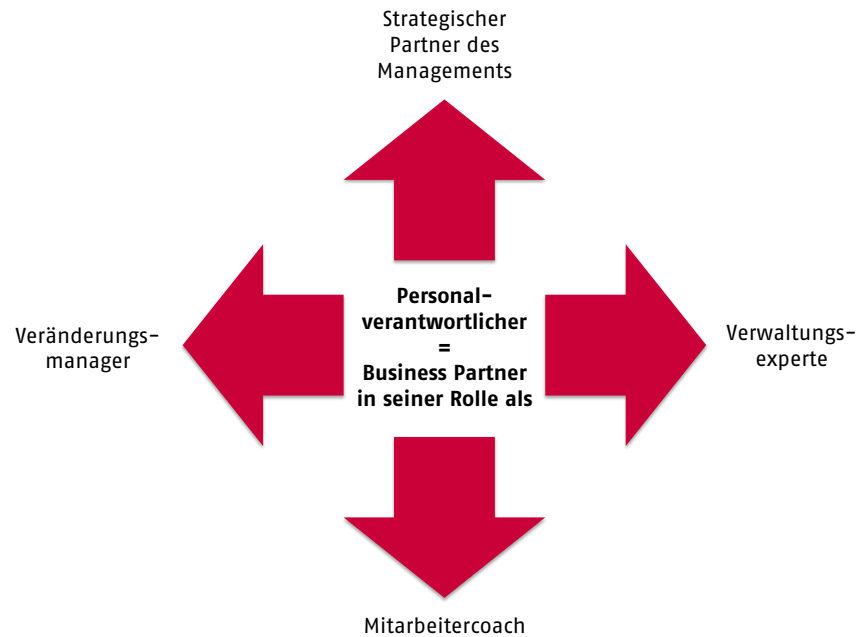 Strategischer
Partner des
Managements
Veränderungs-
manager
Personal-
verantwortlicher
=
Business Partner
in seiner Rolle als
Verwaltungs-
experte
Mitarbeitercoach